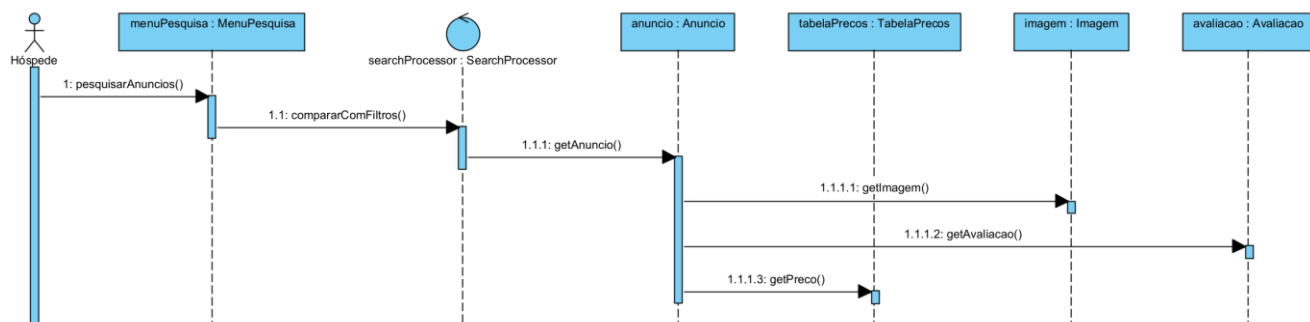 menuPesquisa : MenuPesquisa
anuncio : Anuncio
tabelaPrecos : TabelaPrecos
imagem : Imagem
avaliacao : Avaliacao
Hóspede
searchProcessor : SearchProcessor
1: pesquisarAnuncios()
1.1: compararComFiltros()
1.1.1: getAnuncio()
1.1.1.1: getImagem()
1.1.1.2: getAvaliacao()
1.1.1.3: getPreco()